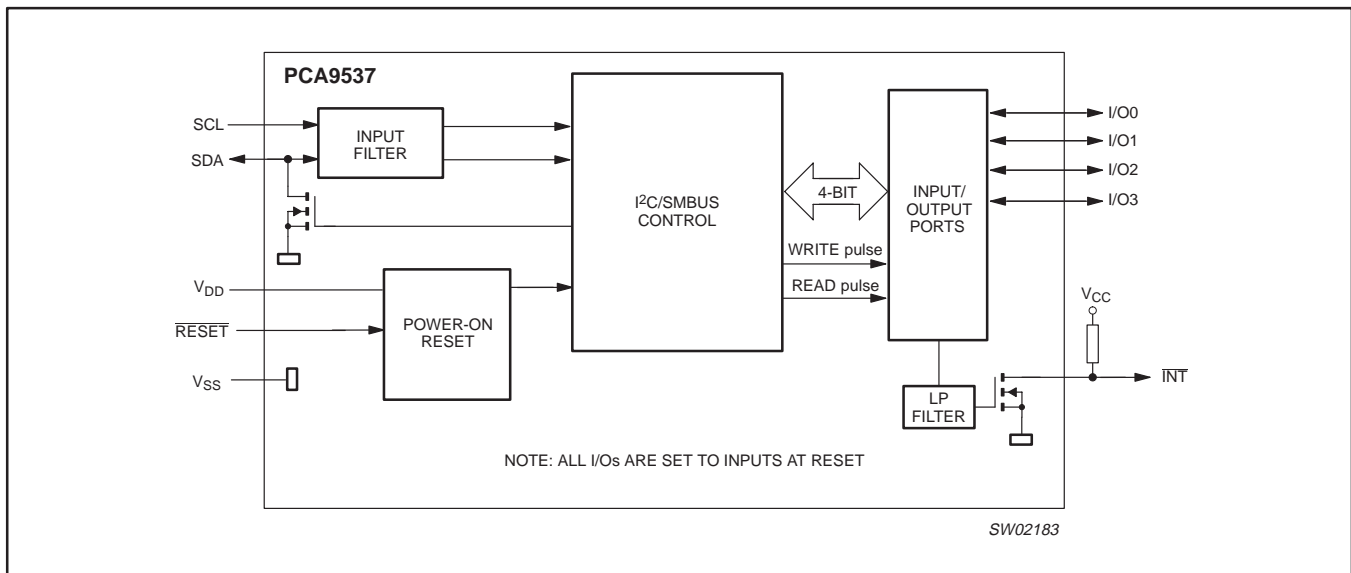 PCA9537
SCL
SDA
INPUT
FILTER
I²C/SMBUS
CONTROL
4-BIT
INPUT/
OUTPUT
PORTS
I/O0
I/O1
I/O2
I/O3
WRITE pulse
READ pulse
VDD
RESET
VSS
POWER-ON
RESET
VCC
INT
LP
FILTER
NOTE: ALL I/Os ARE SET TO INPUTS AT RESET
SW02183